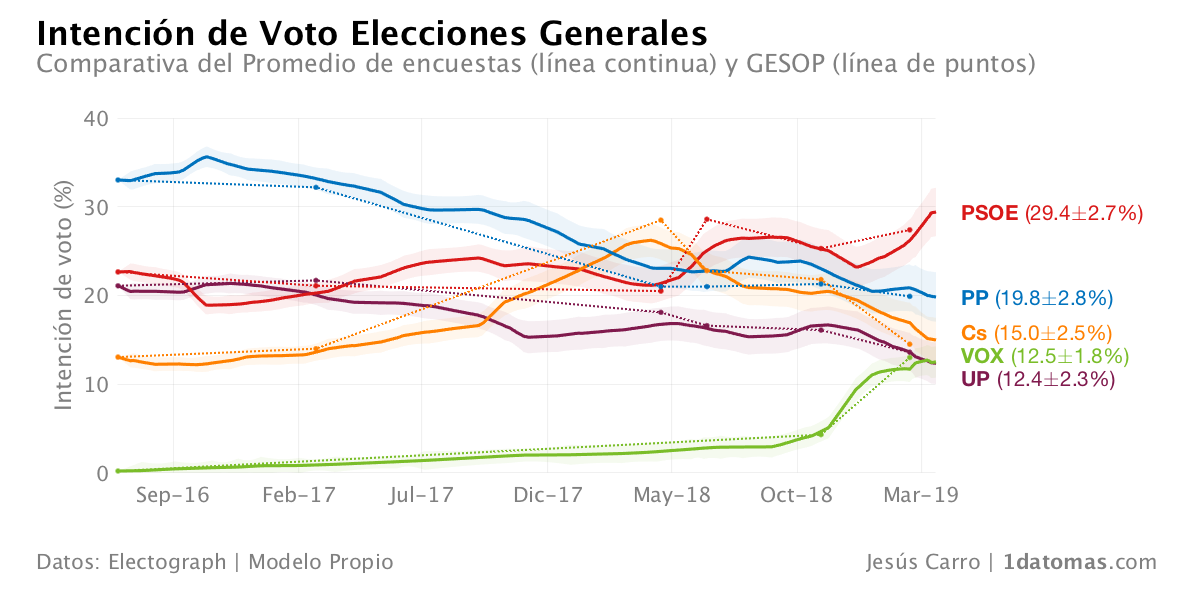 Intención de Voto Elecciones Generales
Comparativa del Promedio de encuestas (línea continua) y GESOP (línea de puntos)
Intención de voto (%)
40
30
20
10
0
Sep–16 Feb–17 Jul–17 Dic–17 May–18 Oct–18 Mar–19
PSOE (29.4±2.7%)
PP (19.8±2.8%)
Cs (15.0±2.5%)
VOX (12.5±1.8%)
UP (12.4±2.3%)
Datos: Electograph | Modelo Propio
Jesús Carro | 1datomas.com